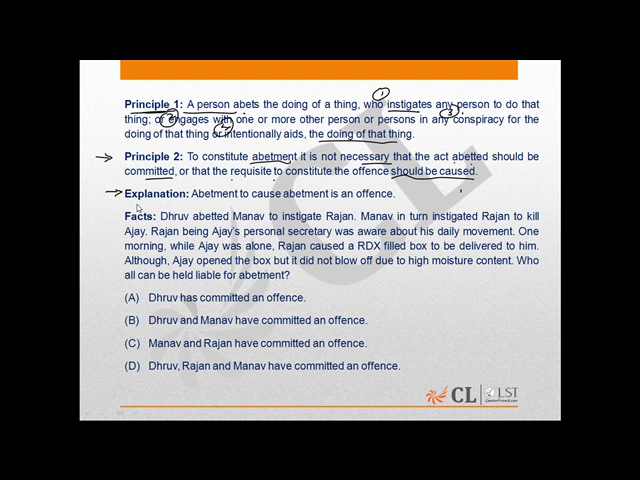 Principle 1: A person abets the doing of a thing, who instigates any person to do that
thing; or engages with one or more other person or persons in any conspiracy for the
doing of that thing or intentionally aids, the doing of that thing.
Principle 2: To constitute abetment it is not necessary that the act abetted should be
committed, or that the requisite to constitute the offence should be caused.
Explanation: Abetment to cause abetment is an offence.
Facts: Dhruv abetted Manav to instigate Rajan. Manav in turn instigated Rajan to kill
Ajay. Rajan being Ajay's personal secretary was aware about his daily movement. One
morning, while Ajay was alone, Rajan caused a RDX filled box to be delivered to him.
Although, Ajay opened the box but it did not blow off due to high moisture content. Who
all can be held liable for abetment?
(A) Dhruv has committed an offence.
(B) Dhruv and Manav have committed an offence.
(C) Manav and Rajan have committed an offence.
(D) Dhruv, Rajan and Manav have committed an offence.
CL LST